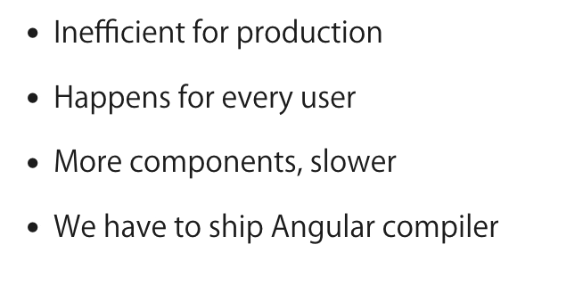 • Inefficient for production
• Happens for every user
• More components, slower
• We have to ship Angular compiler